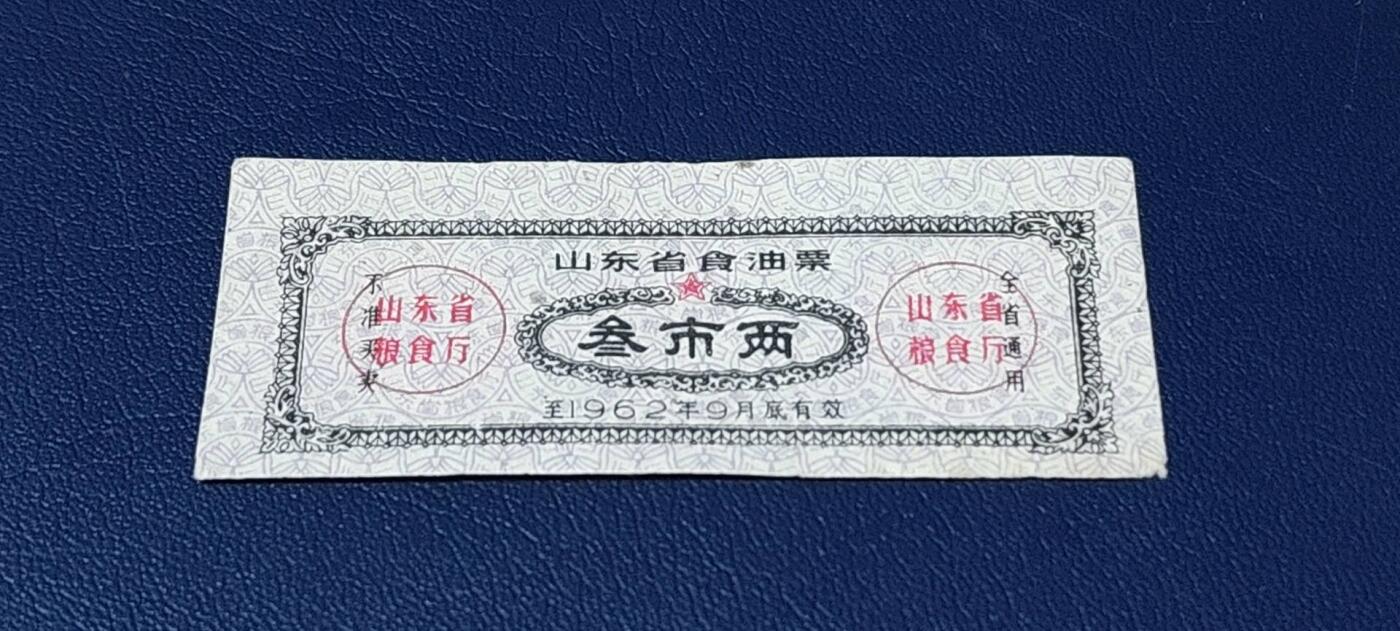 山东省食油票
叁市两
至1962年9月底有效
不准买卖
山东省
粮食厅
山东省
粮食厅
全省通用